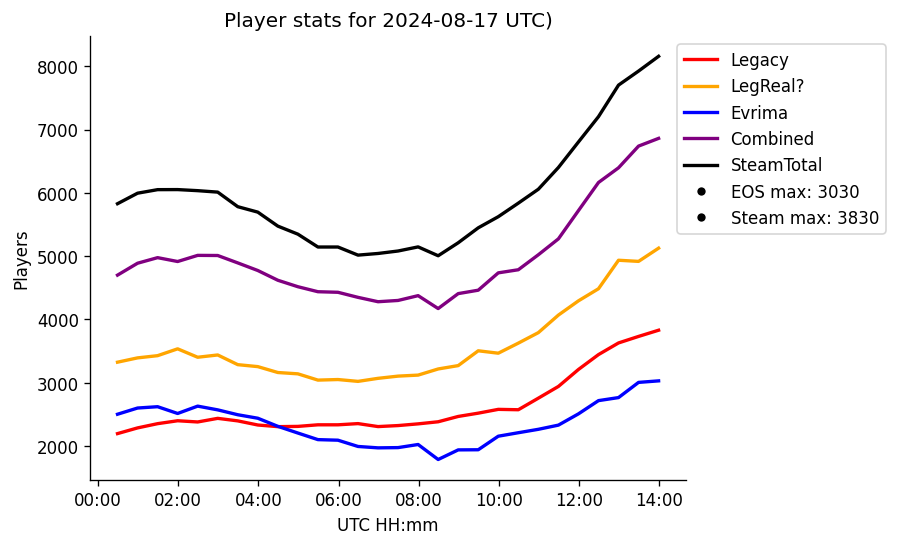 Player stats for 2024-08-17 UTC)
Players
8000
7000
6000
5000
4000
3000
2000
00:00 02:00 04:00 06:00 08:00 10:00 12:00 14:00
UTC HH:mm
Legacy
LegReal?
Evrima
Combined
SteamTotal
EOS max: 3030
Steam max: 3830